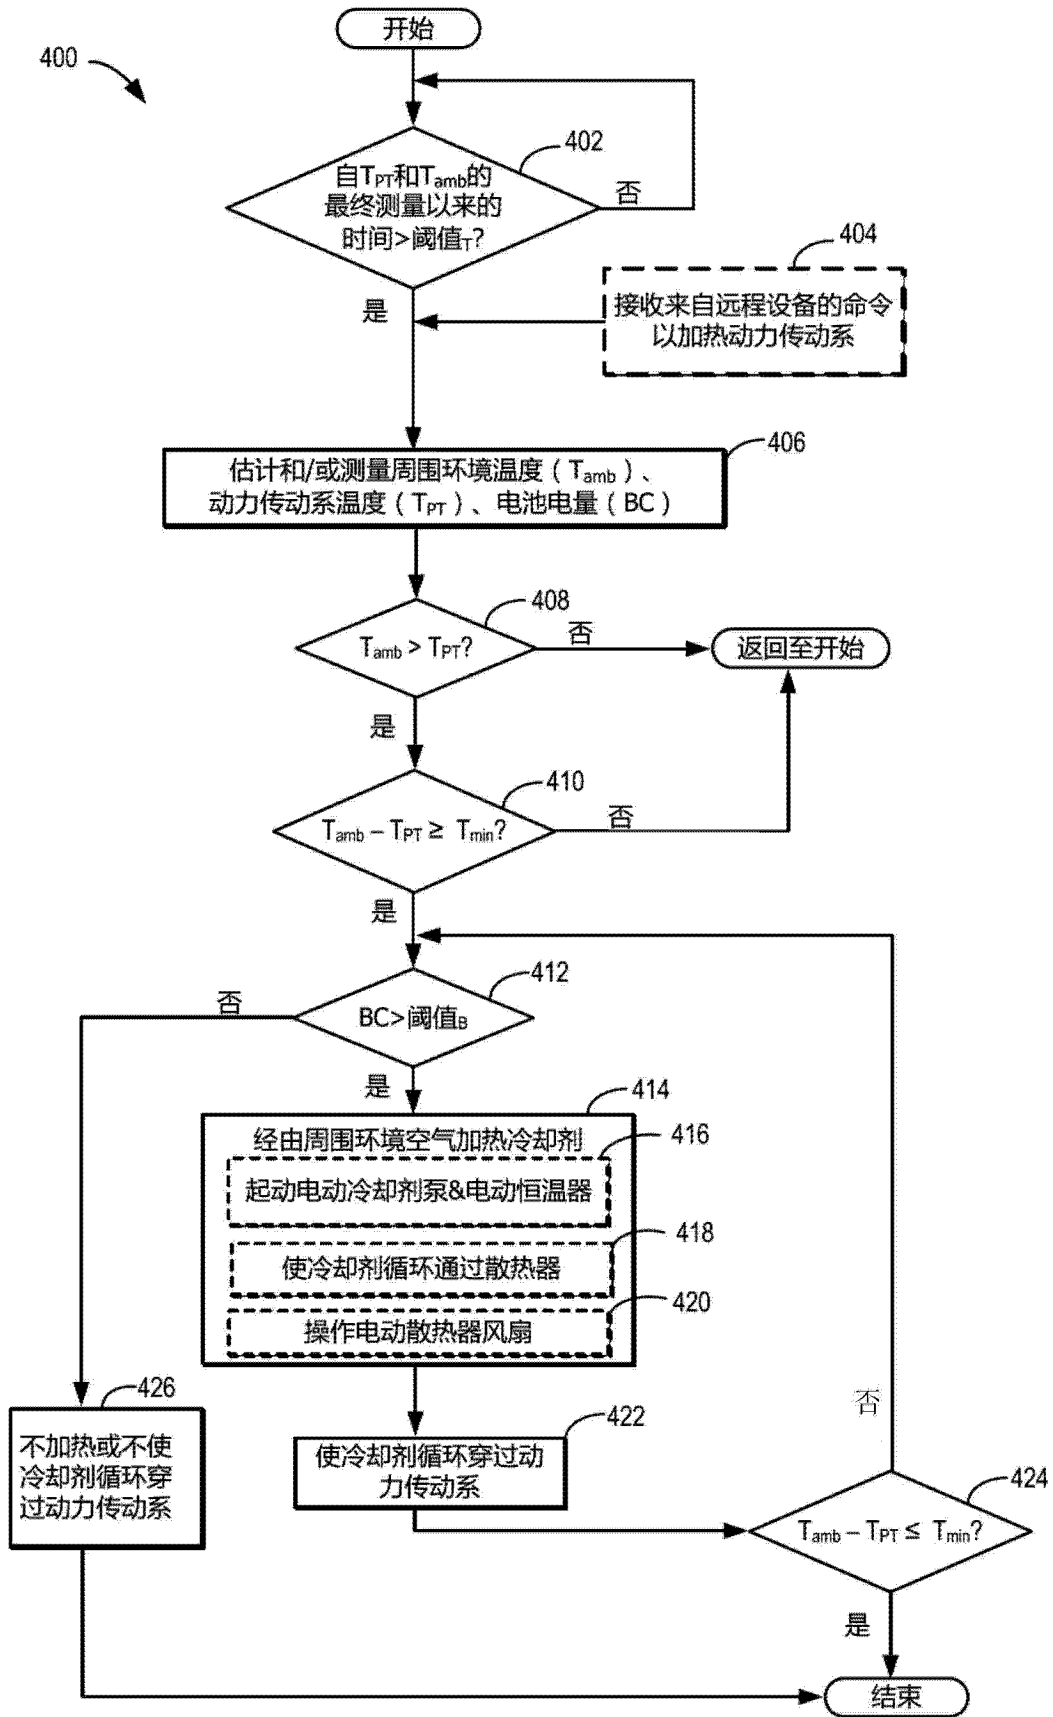 开始
400
402
自TPT和Tamb的
最终测量以来的
时间>阈值T?
否
404
是
接收来自远程设备的命令
以加热动力传动系
406
估计和/或测量周围环境温度（Tamb）、
动力传动系温度（TPT）、电池电量（BC）
408
Tamb > TPT?
否
返回至开始
是
410
Tamb – TPT ≥ Tmin?
否
是
412
否
BC>阈值B
是
414
经由周围环境空气加热冷却剂
416
起动电动冷却剂泵&电动恒温器
418
使冷却剂循环通过散热器
420
操作电动散热器风扇
426
不加热或不使
冷却剂循环穿
过动力传动系
422
使冷却剂循环穿过动
力传动系
否
424
Tamb – TPT ≤ Tmin?
是
结束